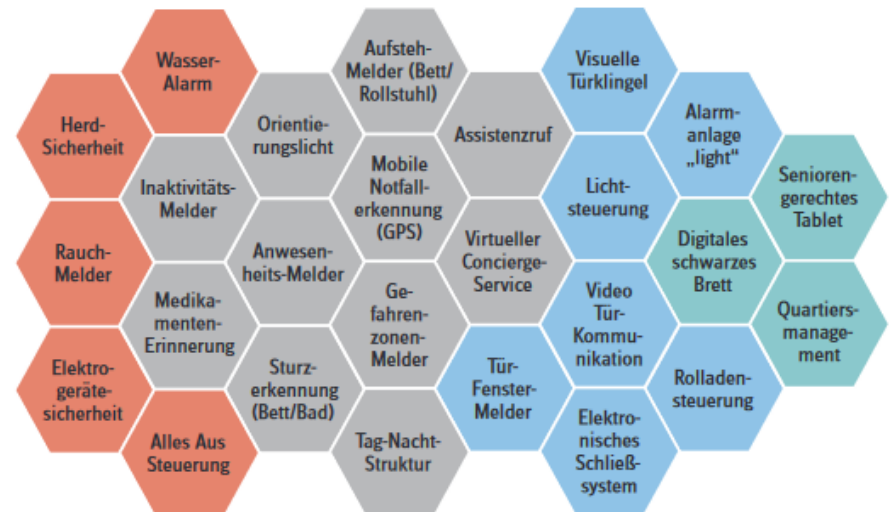 Wasser-
Alarm
Herd-
Sicherheit
Rauch-
Melder
Elektro-
geräte-
sicherheit
Alles Aus
Steuerung
Inaktivitäts-
Melder
Medika-
menten-
Erinnerung
Orientie-
rungslicht
Anwesen-
heits-Melder
Sturz-
erkennung
(Bett/Bad)
Aufsteh-
Melder (Bett/
Rollstuhl)
Mobile
Notfall-
erkennung
(GPS)
Ge-
fahren-
zonen-
Melder
Tag-Nacht-
Struktur
Assistenzruf
Virtueller
Concierge-
Service
Tür-
Fenster-
Melder
Visuelle
Türklingel
Licht-
steuerung
Video
Tür-
Kommu-
nikation
Elektro-
nisches
Schließ-
system
Alarm-
anlage
„light“
Digitales
schwarzes
Brett
Rolladen-
steuerung
Senioren-
gerechtes
Tablet
Quartiers-
manage-
ment